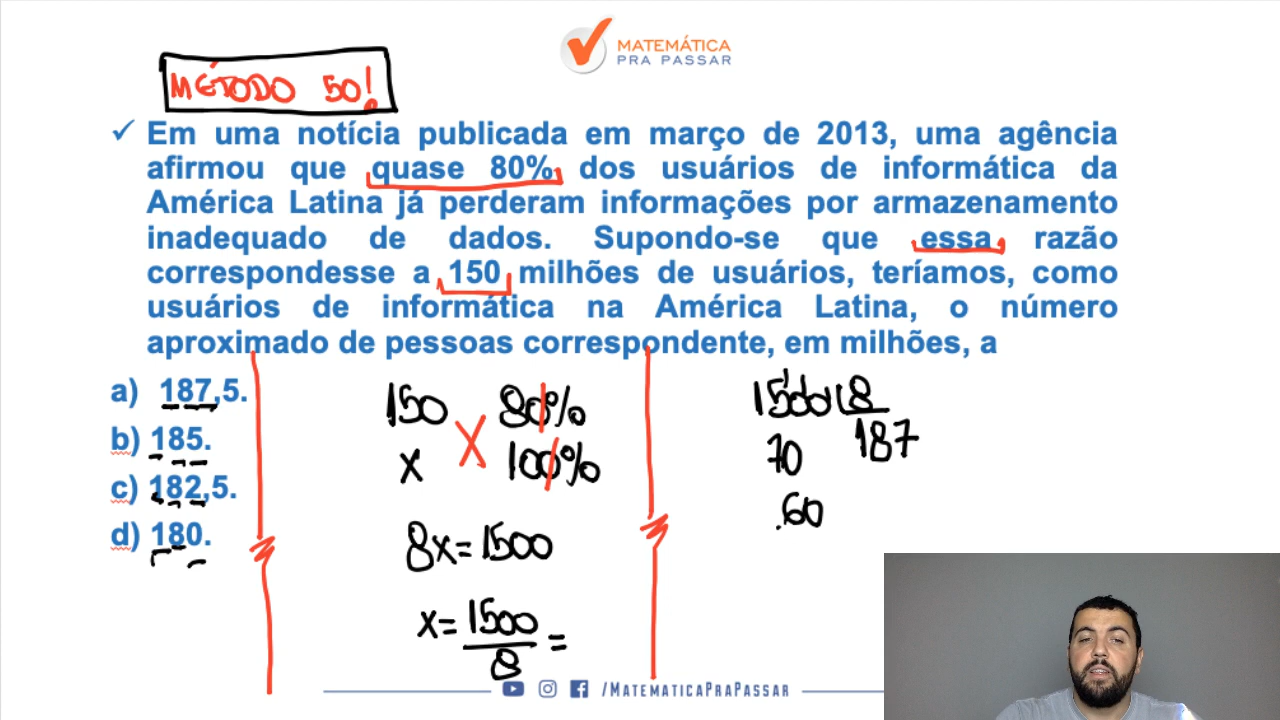 MATEMÁTICA
PRA PASSAR
MÉTODO 50!
✓ Em uma notícia publicada em março de 2013, uma agência
afirmou que quase 80% dos usuários de informática da
América Latina já perderam informações por armazenamento
inadequado de dados. Supondo-se que essa razão
correspondesse a 150 milhões de usuários, teríamos, como
usuários de informática na América Latina, o número
aproximado de pessoas correspondente, em milhões, a
a) 187,5.
b) 185.
c) 182,5.
d) 180.
150 80%
x 100%
8x=1500
x=1500/8=
1500 8
70 187
60
/MATEMATICAPRAPASSAR